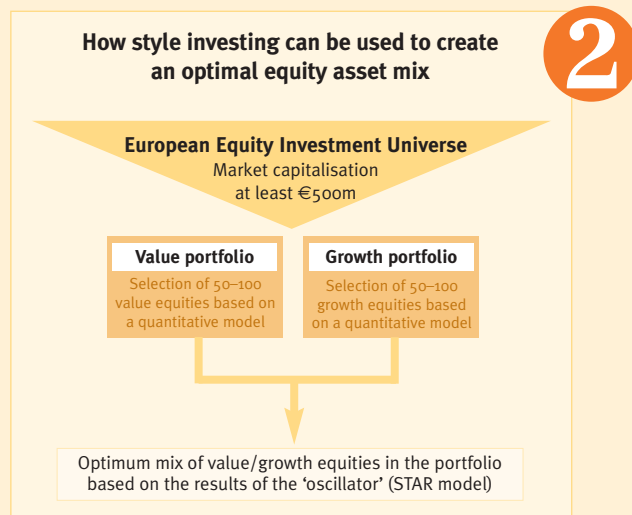 How style investing can be used to create
an optimal equity asset mix
2
European Equity Investment Universe
Market capitalisation
at least €500m
Value portfolio
Selection of 50–100
value equities based on
a quantitative model
Growth portfolio
Selection of 50–100
growth equities based
on a quantitative model
Optimum mix of value/growth equities in the portfolio
based on the results of the ‘oscillator’ (STAR model)